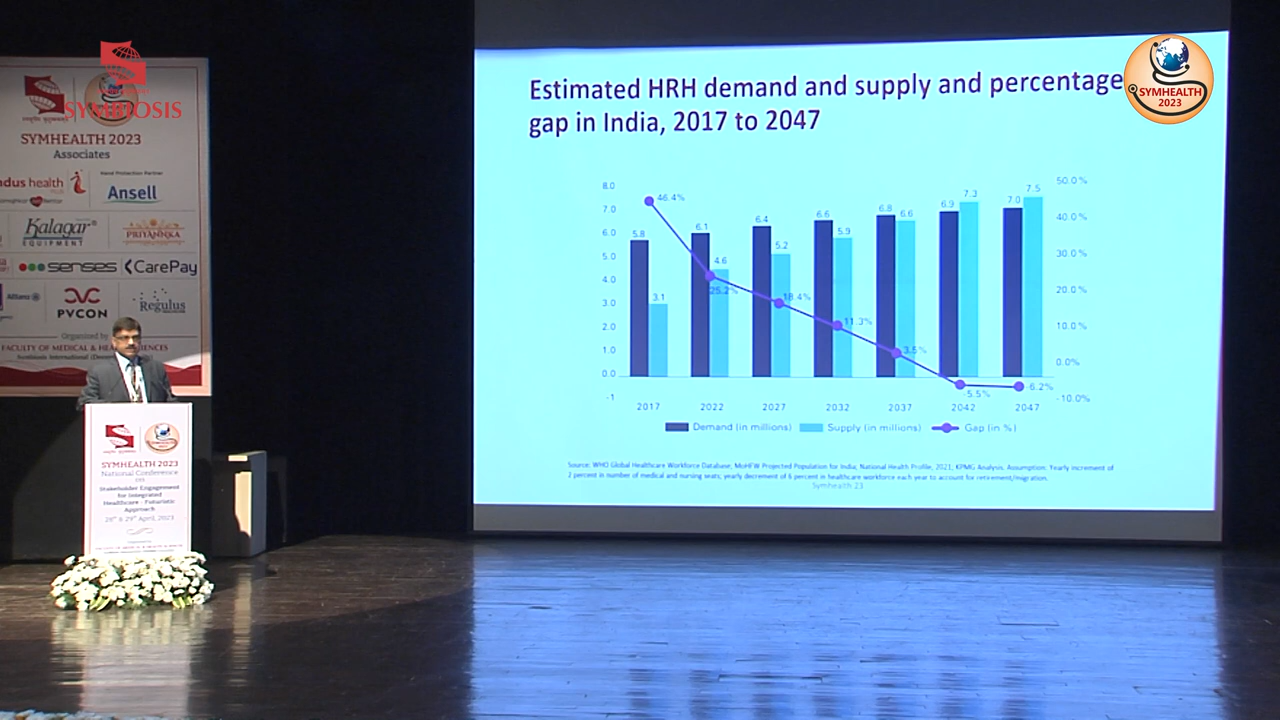 SYMBIOSIS
SYMHEALTH 2023
Associates
ndus health
Hand Protection Partner
Ansell
Kalagar®
EQUIPMENT
PRIYANNKA
senses
CarePay
Allianz
PVCON
Regulus
Organised by
FACULTY OF MEDICAL & HEALTH SCIENCES
SYMHEALTH 2023
National Conference
on
Stakeholder Engagement
for Integrated
Healthcare - Futuristic
Approach
28th & 29th April, 2023
SYMHEALTH
2023
Estimated HRH demand and supply and percentage
gap in India, 2017 to 2047
8.0
7.0
6.0
5.0
4.0
3.0
2.0
1.0
0.0
-1
50.0%
40.0%
30.0%
20.0%
10.0%
0.0%
-10.0%
46.4%
25.2%
18.4%
11.3%
3.5%
-5.5%
-6.2%
5.8
3.1
6.1
4.6
6.4
5.2
6.6
5.9
6.8
6.6
6.9
7.3
7.0
7.5
2017
2022
2027
2032
2037
2042
2047
Demand (in millions)
Supply (in millions)
Gap (in %)
Source: WHO Global Healthcare Workforce Database, MoHFW Projected Population for India; National Health Profile, 2021; KPMG Analysis. Assumption: Yearly increment of
2 percent in number of medical and nursing seats; yearly decrement of 6 percent in healthcare workforce each year to account for retirement/migration.
Symhealth 23